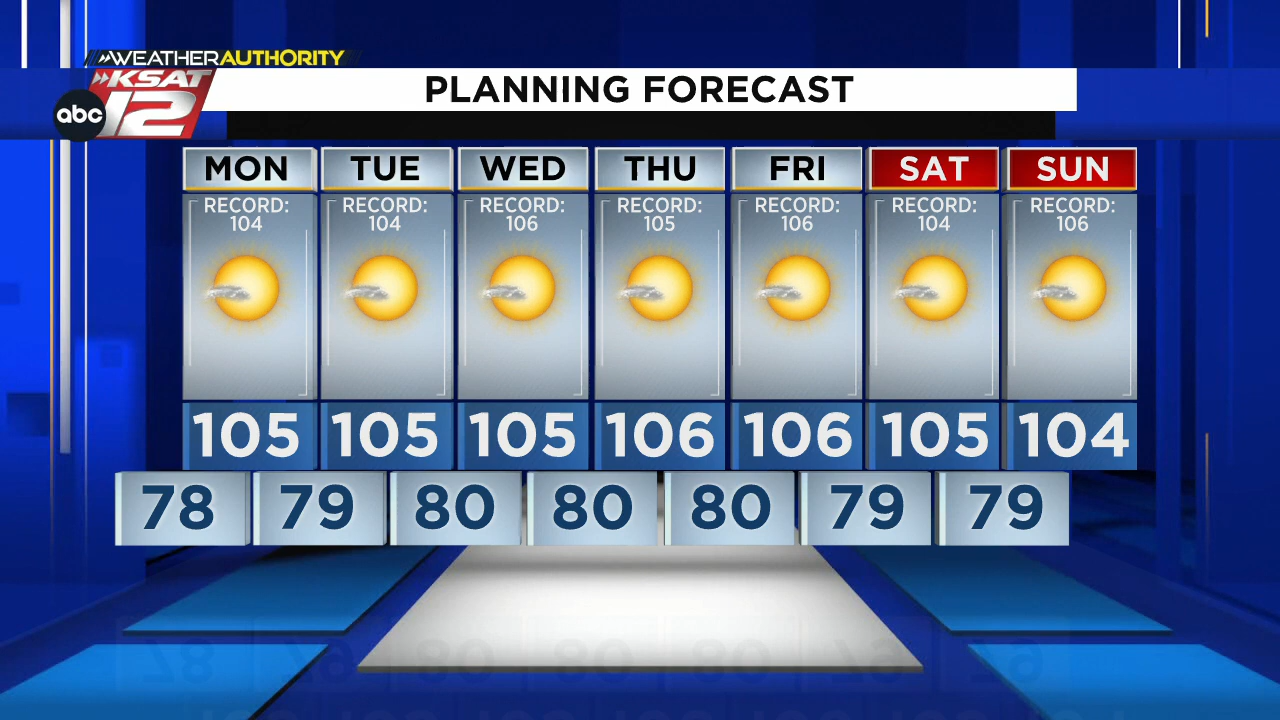 WEATHERAUTHORITY
KSAT
abc 12
PLANNING FORECAST
MON TUE WED THU FRI SAT SUN
RECORD: RECORD: RECORD: RECORD: RECORD: RECORD: RECORD:
104 104 106 105 106 104 106
105 105 105 106 106 105 104
78 79 80 80 80 79 79